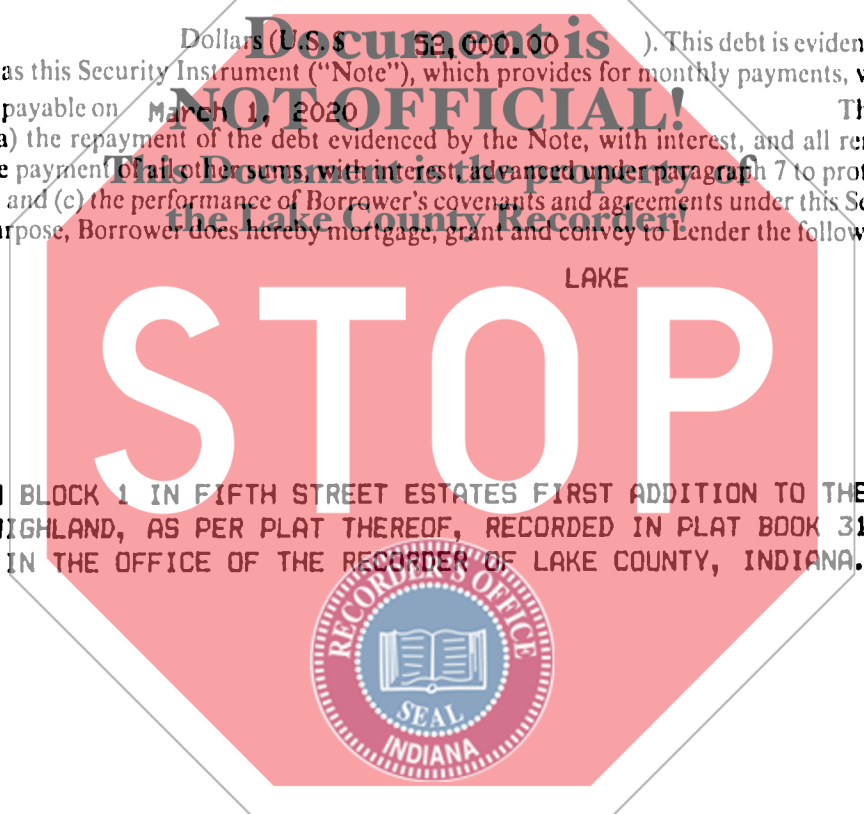 Document is
Dollars (U.S. $ 52,000.00 ). This debt is eviden
as this Security Instrument ("Note"), which provides for monthly payments, w
NOT OFFICIAL!
payable on March 1, 2020 Th
a) the repayment of the debt evidenced by the Note, with interest, and all re
This Document is the property of
e payment of all other sums, with interest, advanced under paragraph 7 to pro
and (c) the performance of Borrower's covenants and agreements under this Se
the Lake County Recorder!
rpose, Borrower does hereby mortgage, grant and convey to Lender the follow
LAKE
STOP
BLOCK 1 IN FIFTH STREET ESTATES FIRST ADDITION TO THE
HIGHLAND, AS PER PLAT THEREOF, RECORDED IN PLAT BOOK 31
IN THE OFFICE OF THE RECORDER OF LAKE COUNTY, INDIANA.
RECORDER'S OFFICE
SEAL
INDIANA